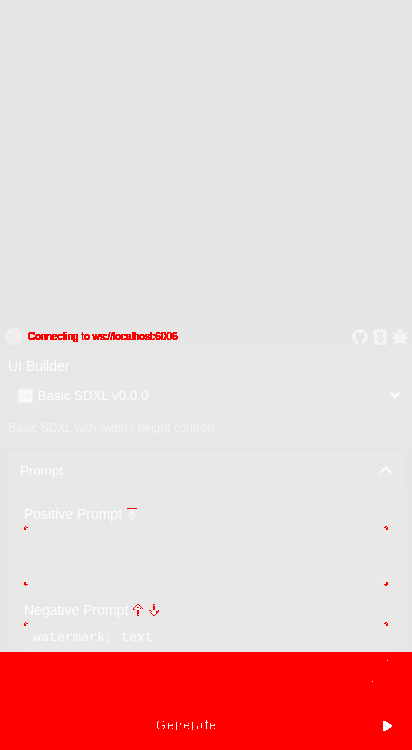 Connecting to ws://localhost:6006
UI Builder
Basic SDXL v0.0.0
Basic SDXL with width / height controls
Prompt
Positive Prompt
Negative Prompt
watermark, text
Generate